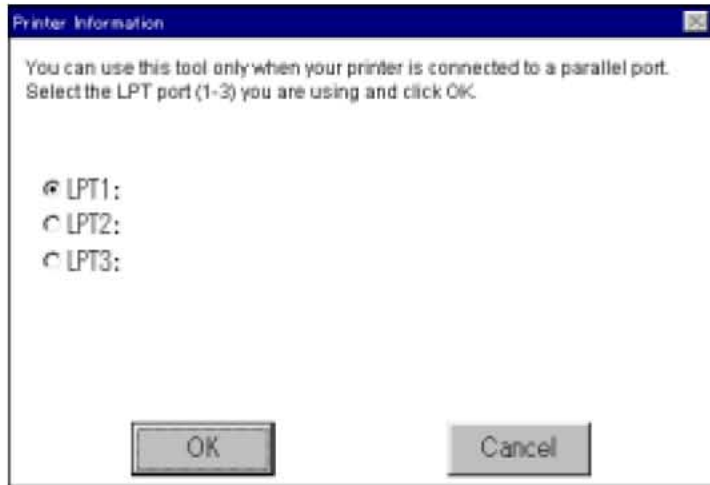 Printer Information
You can use this tool only when your printer is connected to a parallel port.
Select the LPT port (1-3) you are using and click OK.
LPT1:
LPT2:
LPT3:
OK
Cancel